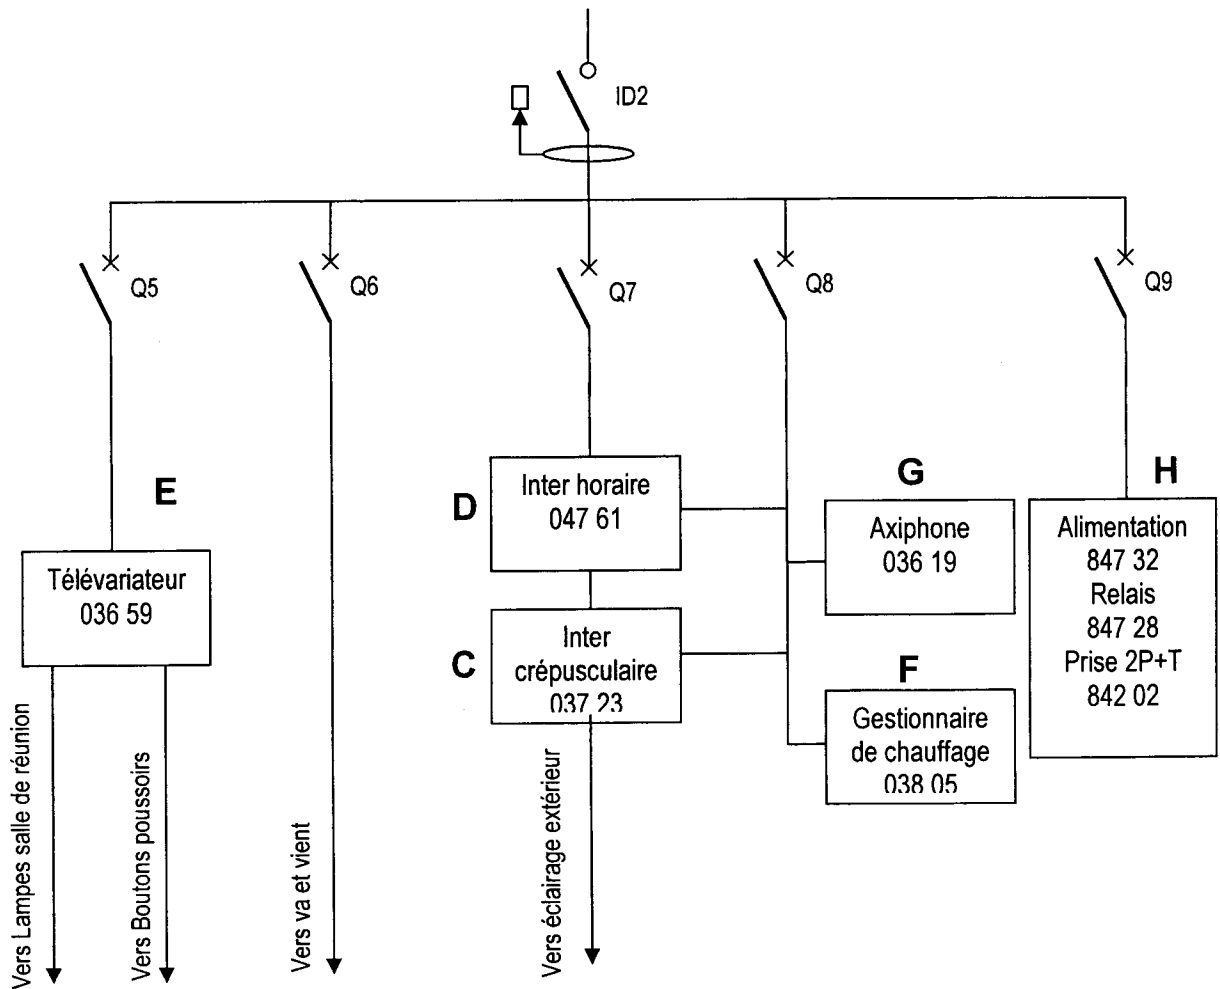 ID2
Q5
Q6
Q7
Q8
Q9
E
Télévariateur
036 59
D
Inter horaire
047 61
C
Inter
crépusculaire
037 23
G
Axiphone
036 19
F
Gestionnaire
de chauffage
038 05
H
Alimentation
847 32
Relais
847 28
Prise 2P+T
842 02
Vers Lampes salle de réunion
Vers Boutons poussoirs
Vers va et vient
Vers éclairage extérieur